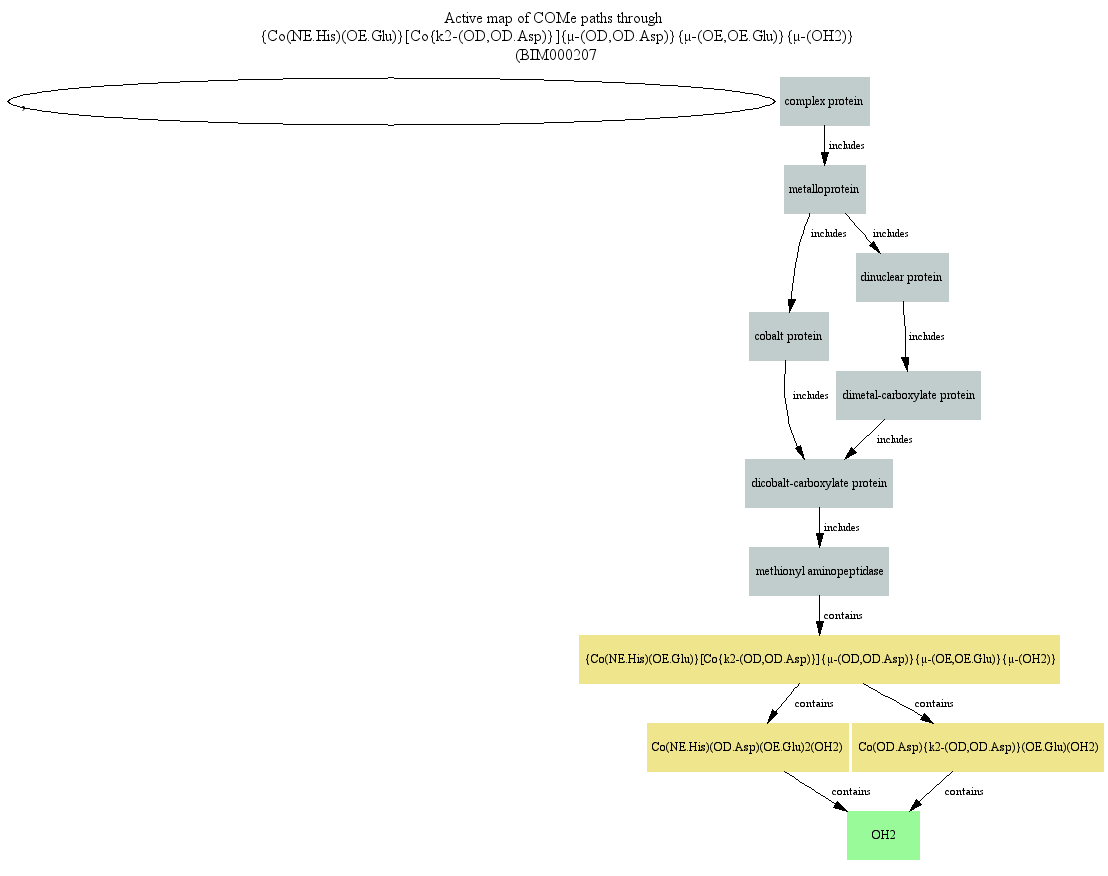 Active map of COMe paths through
{Co(NE.His)(OE.Glu)}[Co{k2-(OD,OD.Asp)}]{μ-(OD,OD.Asp)}{μ-(OE,OE.Glu)}{μ-(OH2)}
(BIM000207
,
complex protein
includes
metalloprotein
includes
includes
dinuclear protein
cobalt protein
includes
includes
dimetal-carboxylate protein
includes
dicobalt-carboxylate protein
includes
methionyl aminopeptidase
contains
{Co(NE.His)(OE.Glu)}[Co{k2-(OD,OD.Asp)}]{μ-(OD,OD.Asp)}{μ-(OE,OE.Glu)}{μ-(OH2)}
contains
contains
Co(NE.His)(OD.Asp)(OE.Glu)2(OH2)
Co(OD.Asp){k2-(OD,OD.Asp)}(OE.Glu)(OH2)
contains
contains
OH2